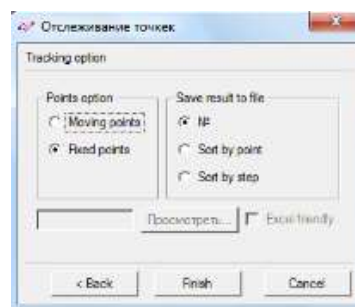 Отслеживание точкек
Tracking option
Points option
Save result to file
Moving points
№
Fixed points
Sort by point
Sort by step
Просмотреть...
Excel friendly
< Back
Finish
Cancel